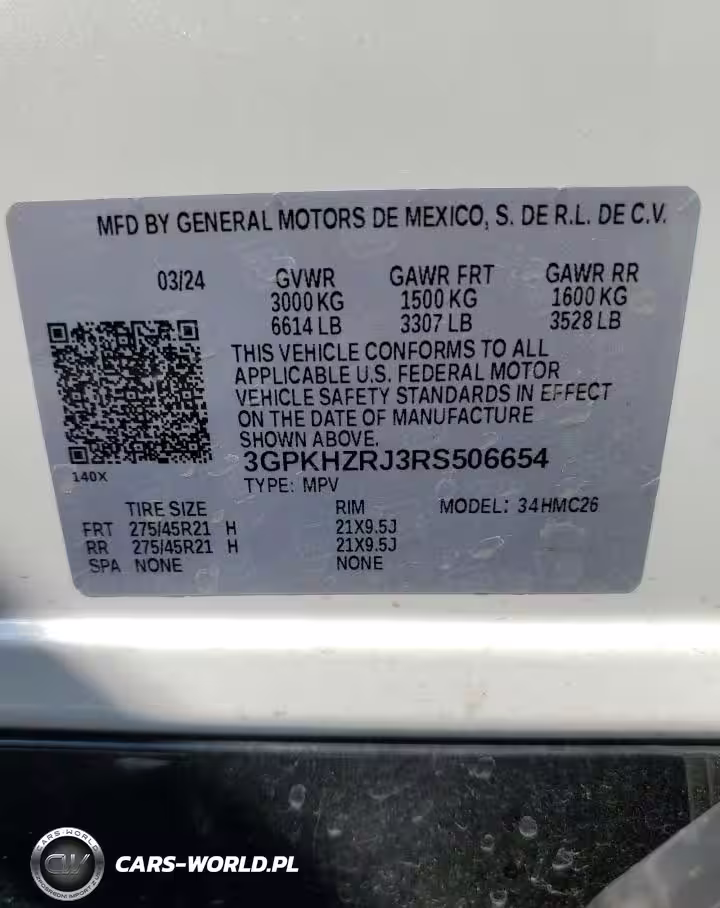 MFD BY GENERAL MOTORS DE MEXICO, S. DE R.L. DE C.V.
03/24 GVWR GAWR FRT GAWR RR
3000 KG 1500 KG 1600 KG
6614 LB 3307 LB 3528 LB
THIS VEHICLE CONFORMS TO ALL
APPLICABLE U.S. FEDERAL MOTOR
VEHICLE SAFETY STANDARDS IN EFFECT
ON THE DATE OF MANUFACTURE
SHOWN ABOVE.
3GPKHZRJ3RS506654
140X TYPE: MPV
TIRE SIZE RIM MODEL: 34HMC26
FRT 275/45R21 H 21X9.5J
RR 275/45R21 H 21X9.5J
SPA NONE NONE
CARS-WORLD.PL
CARS-WORLD